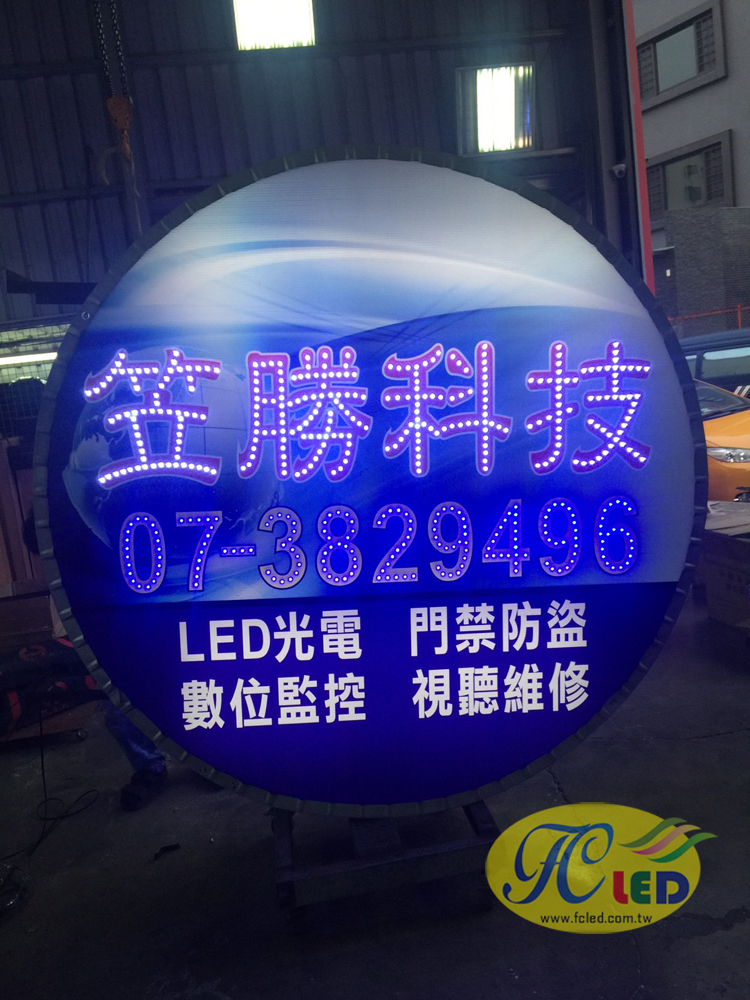 笠勝科技
07-3829496
LED光電 門禁防盜
數位監控 視聽維修
FC LED
www.fcled.com.tw